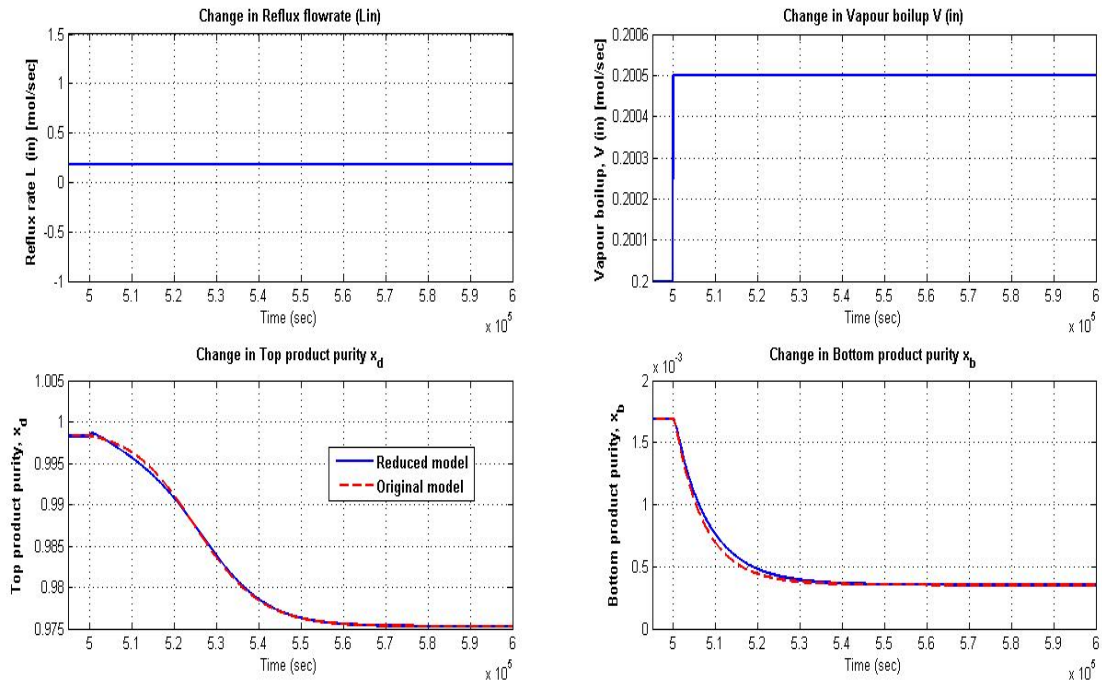 Change in Reflux flowrate (Lin)
1.5
1
0.5
0
-0.5
-1
Reflux rate L (in) [mol/sec]
5 5.1 5.2 5.3 5.4 5.5 5.6 5.7 5.8 5.9 6
Time (sec)
x 10^5
Change in Vapour boilup V (in)
0.2006
0.2005
0.2004
0.2003
0.2002
0.2001
0.2
Vapour boilup, V (in) [mol/sec]
5 5.1 5.2 5.3 5.4 5.5 5.6 5.7 5.8 5.9 6
Time (sec)
x 10^5
Change in Top product purity x_d
1.005
1
0.995
0.99
0.985
0.98
0.975
Top product purity, x_d
Reduced model
Original model
5 5.1 5.2 5.3 5.4 5.5 5.6 5.7 5.8 5.9 6
Time (sec)
x 10^5
Change in Bottom product purity x_b
x 10^-3
2
1.5
1
0.5
0
Bottom product purity, x_b
5 5.1 5.2 5.3 5.4 5.5 5.6 5.7 5.8 5.9 6
Time (sec)
x 10^5